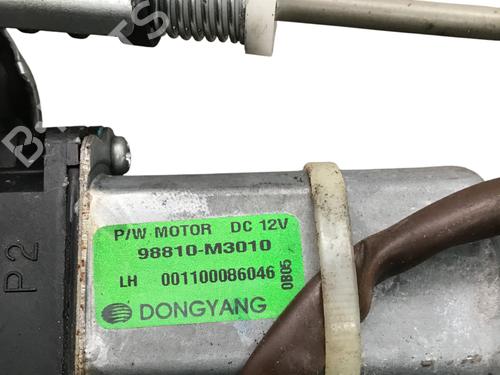 P/W MOTOR DC 12V
98810-M3010
LH 001100086046
0B05
DONGYANG
P2